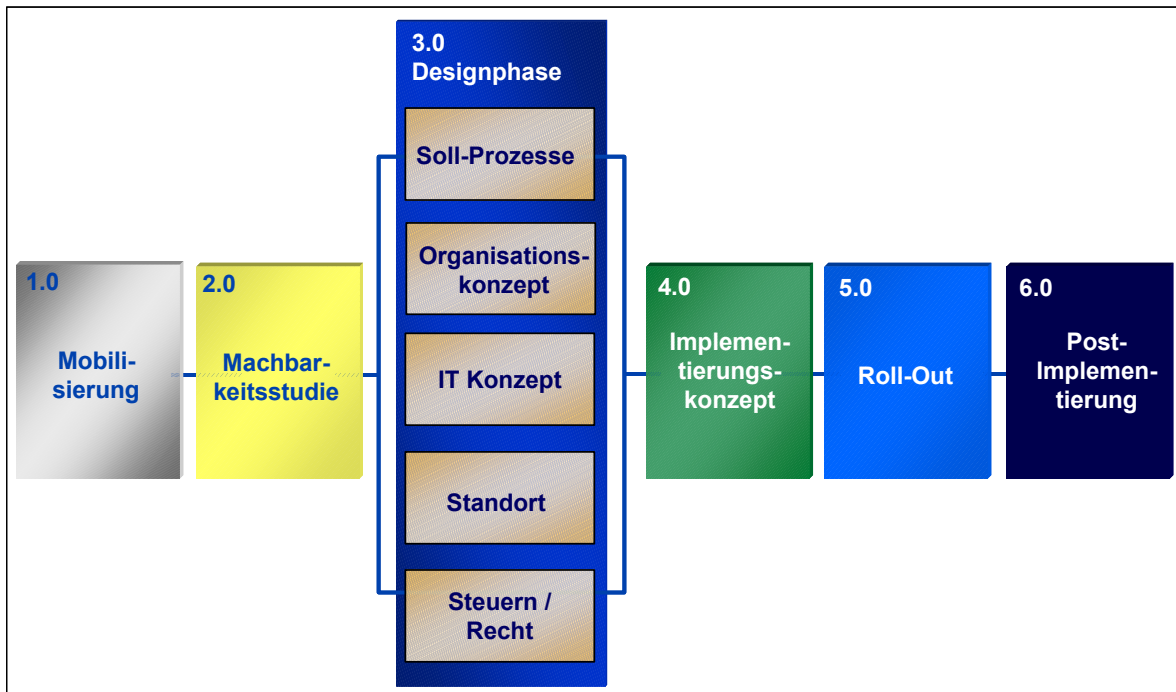 1.0
Mobili-
sierung
2.0
Machbar-
keitsstudie
3.0
Designphase
Soll-Prozesse
Organisations-
konzept
IT Konzept
Standort
Steuern /
Recht
4.0
Implemen-
tierungs-
konzept
5.0
Roll-Out
6.0
Post-
Implemen-
tierung